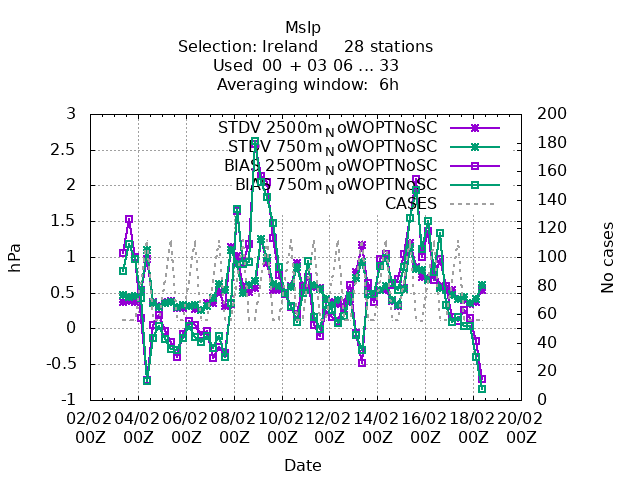 Mslp
Selection: Ireland 28 stations
Used 00 + 03 06 ... 33
Averaging window: 6h
STDV 2500m_NoWOPTNoSC
STDV 750m_NoWOPTNoSC
BIAS 2500m_NoWOPTNoSC
BIAS 750m_NoWOPTNoSC
CASES
hPa
3
2.5
2
1.5
1
0.5
0
-0.5
-1
No cases
200
180
160
140
120
100
80
60
40
20
0
02/02 04/02 06/02 08/02 10/02 12/02 14/02 16/02 18/02 20/02
00Z 00Z 00Z 00Z 00Z 00Z 00Z 00Z 00Z 00Z
Date